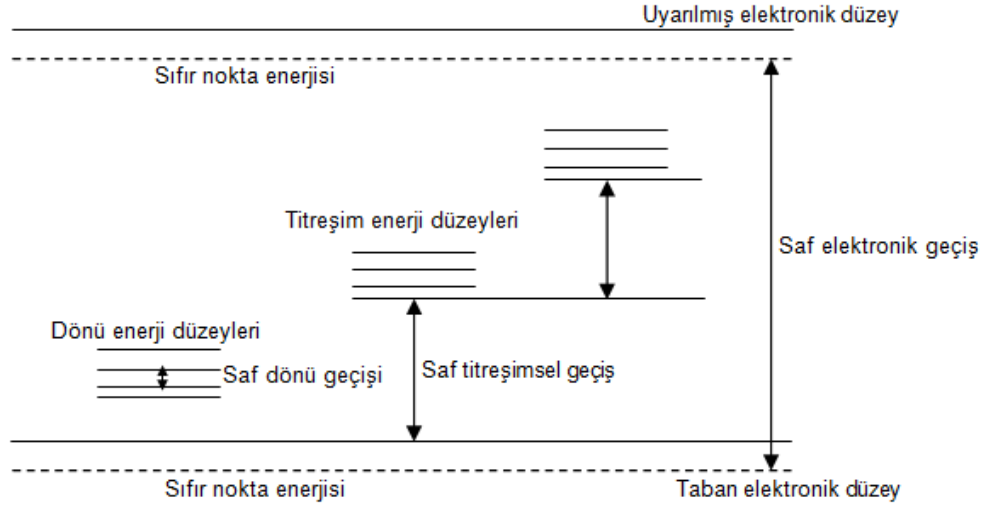 Uyarılmış elektronik düzey
Sıfır nokta enerjisi
Titreşim enerji düzeyleri
Saf elektronik geçiş
Dönü enerji düzeyleri
Saf dönü geçişi
Saf titreşimsel geçiş
Sıfır nokta enerjisi
Taban elektronik düzey